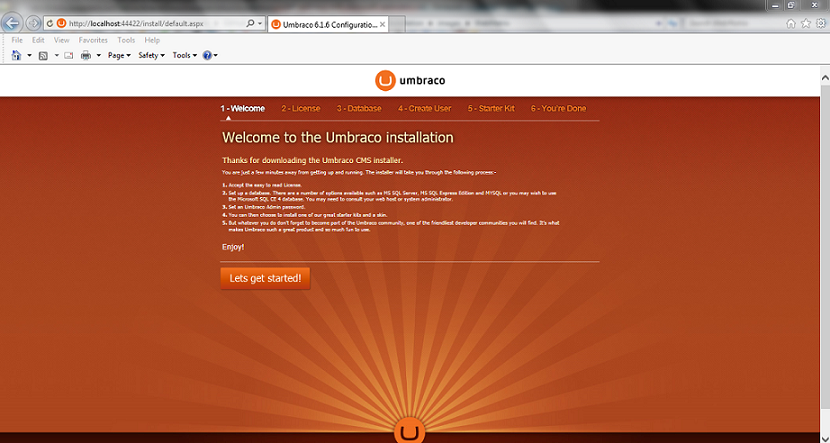 http://localhost:44422/install/default.aspx
Umbraco 6.1.6 Configuratio...
File Edit View Favorites Tools Help
Page Safety Tools
umbraco
1 - Welcome 2 - License 3 - Database 4 - Create User 5 - Starter Kit 6 - You're Done
Welcome to the Umbraco installation
Thanks for downloading the Umbraco CMS installer.
You are just a few minutes away from getting up and running. The installer will take you through the following process:-
1. Accept the easy to read License.
2. Set up a database. There are a number of options available such as MS SQL Server, MS SQL Express Edition and MYSQL or you may wish to use
the Microsoft SQL CE 4 database. You may need to consult your web host or system administrator.
3. Set an Umbraco Admin password.
4. You can then choose to install one of our great starter kits and a skin.
5. But whatever you do don't forget to become part of the Umbraco community, one of the friendliest developer communities you will find. It's what
makes Umbraco such a great product and so much fun to use.
Enjoy!
Lets get started!